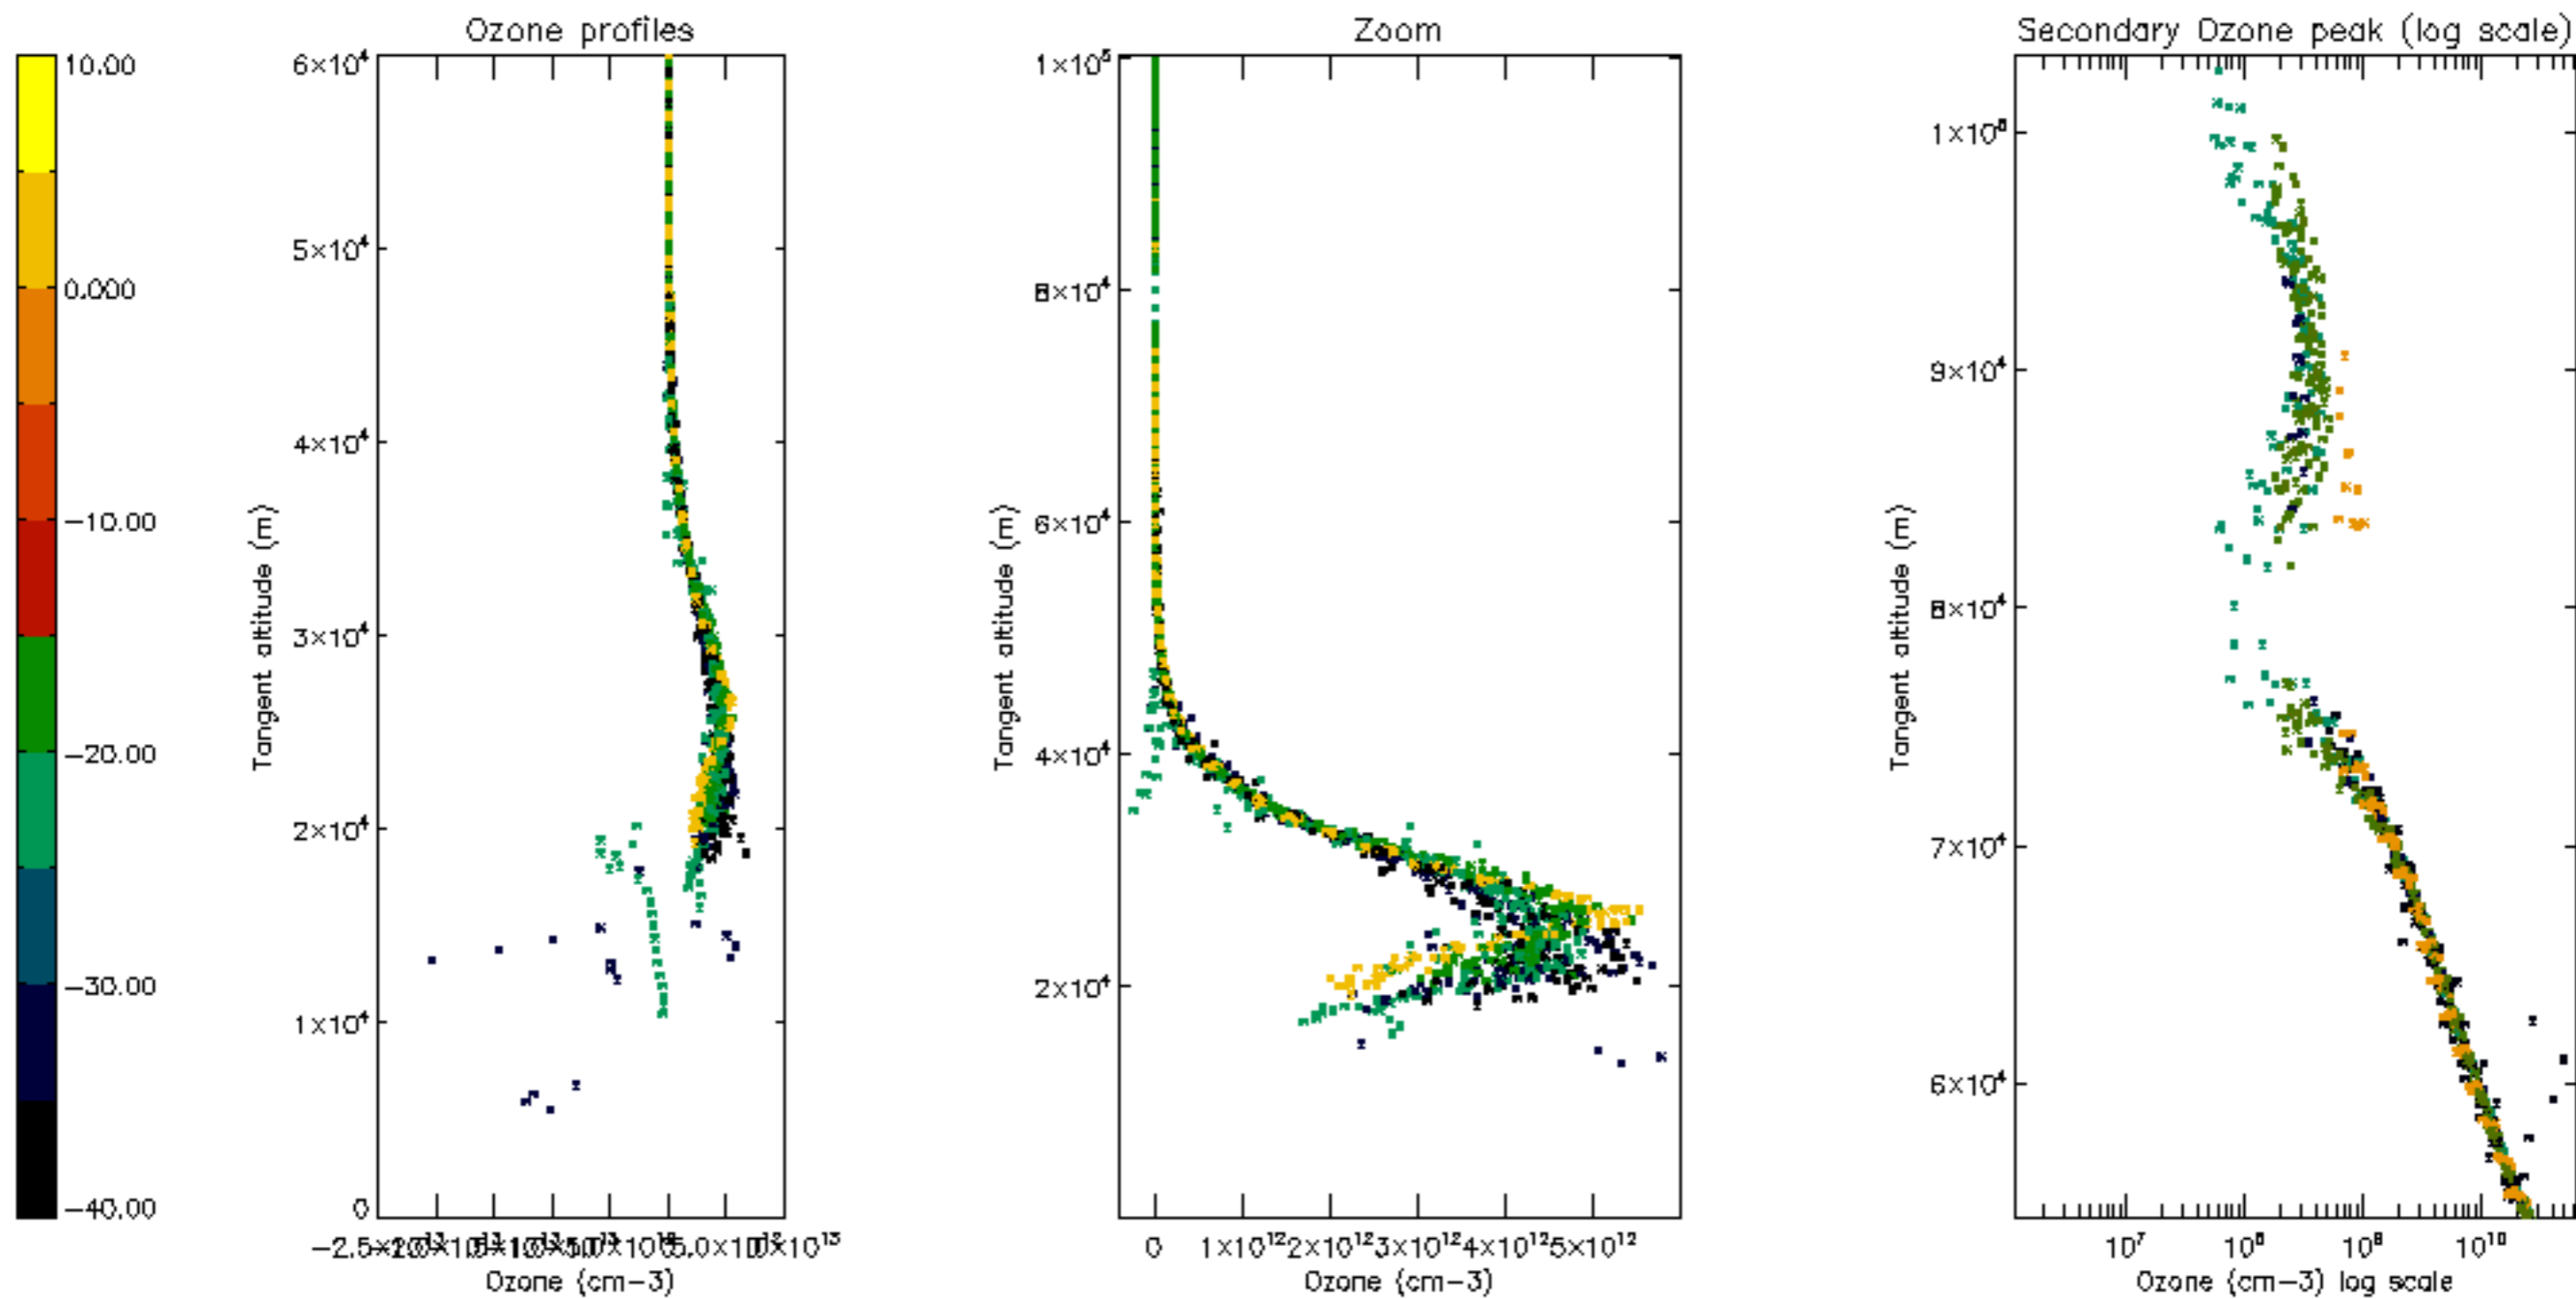 Ozone profiles
Zoom
Secondary Ozone peak (log scale)
10.00
0.000
−10.00
−20.00
−30.00
−40.00
6×10⁴
5×10⁴
4×10⁴
3×10⁴
2×10⁴
1×10⁴
0
Tangent altitude (m)
Ozone (cm−3)
1×10⁵
8×10⁴
6×10⁴
4×10⁴
2×10⁴
Tangent altitude (m)
0 1×10¹² 2×10¹² 3×10¹² 4×10¹² 5×10¹²
Ozone (cm−3)
9×10⁴
8×10⁴
7×10⁴
6×10⁴
Tangent altitude (m)
10⁷ 10⁸ 10⁹ 10¹⁰
Ozone (cm−3) log scale